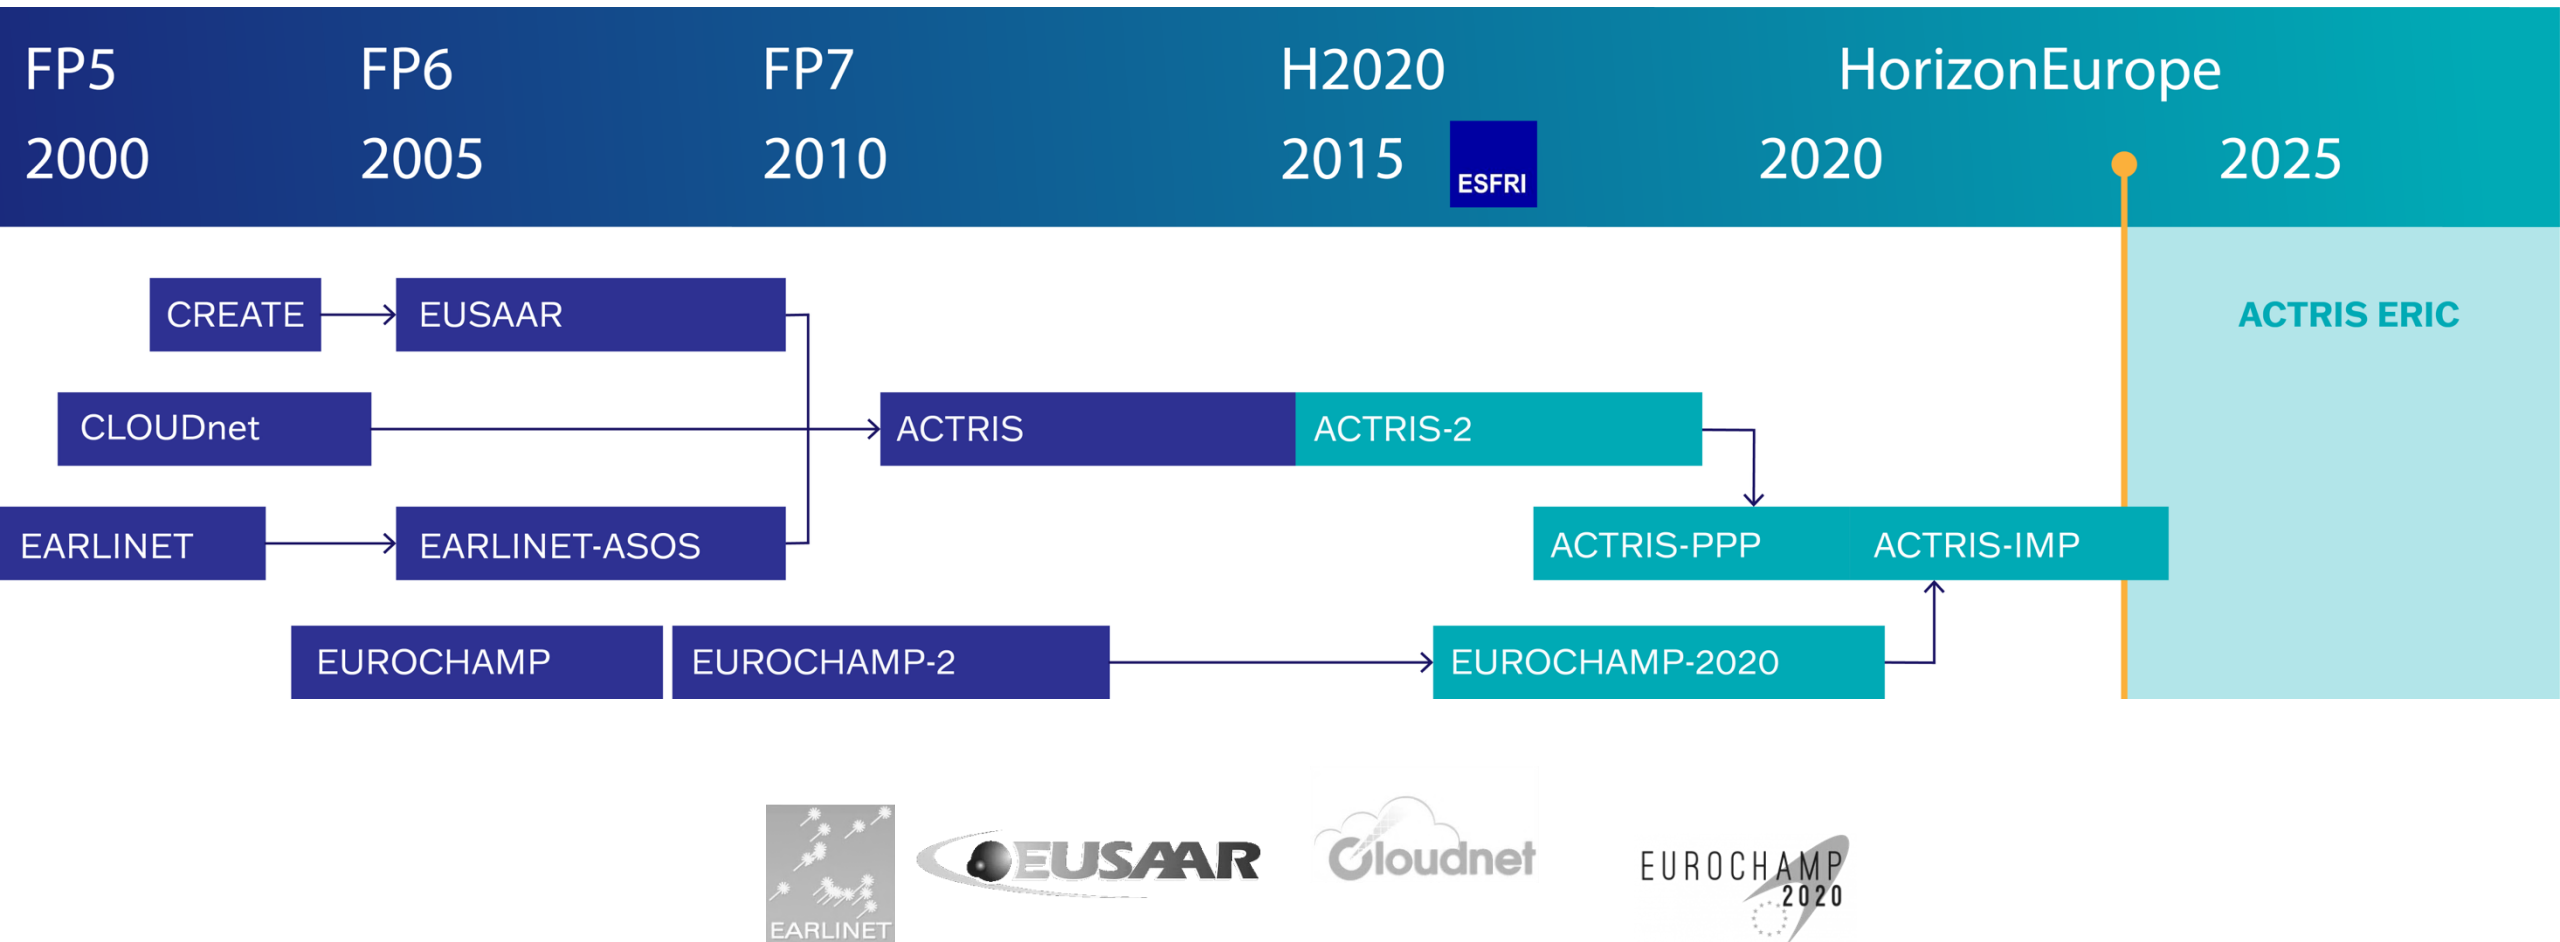 FP5 FP6 FP7 H2020 HorizonEurope
2000 2005 2010 2015 ESFRI 2020 2025
CREATE EUSAAR ACTRIS ERIC
CLOUDnet ACTRIS ACTRIS-2
EARLINET EARLINET-ASOS ACTRIS-PPP ACTRIS-IMP
EUROCHAMP EUROCHAMP-2 EUROCHAMP-2020
EARLINET
EUSAAR
Cloudnet
EUROCHAMP
2020